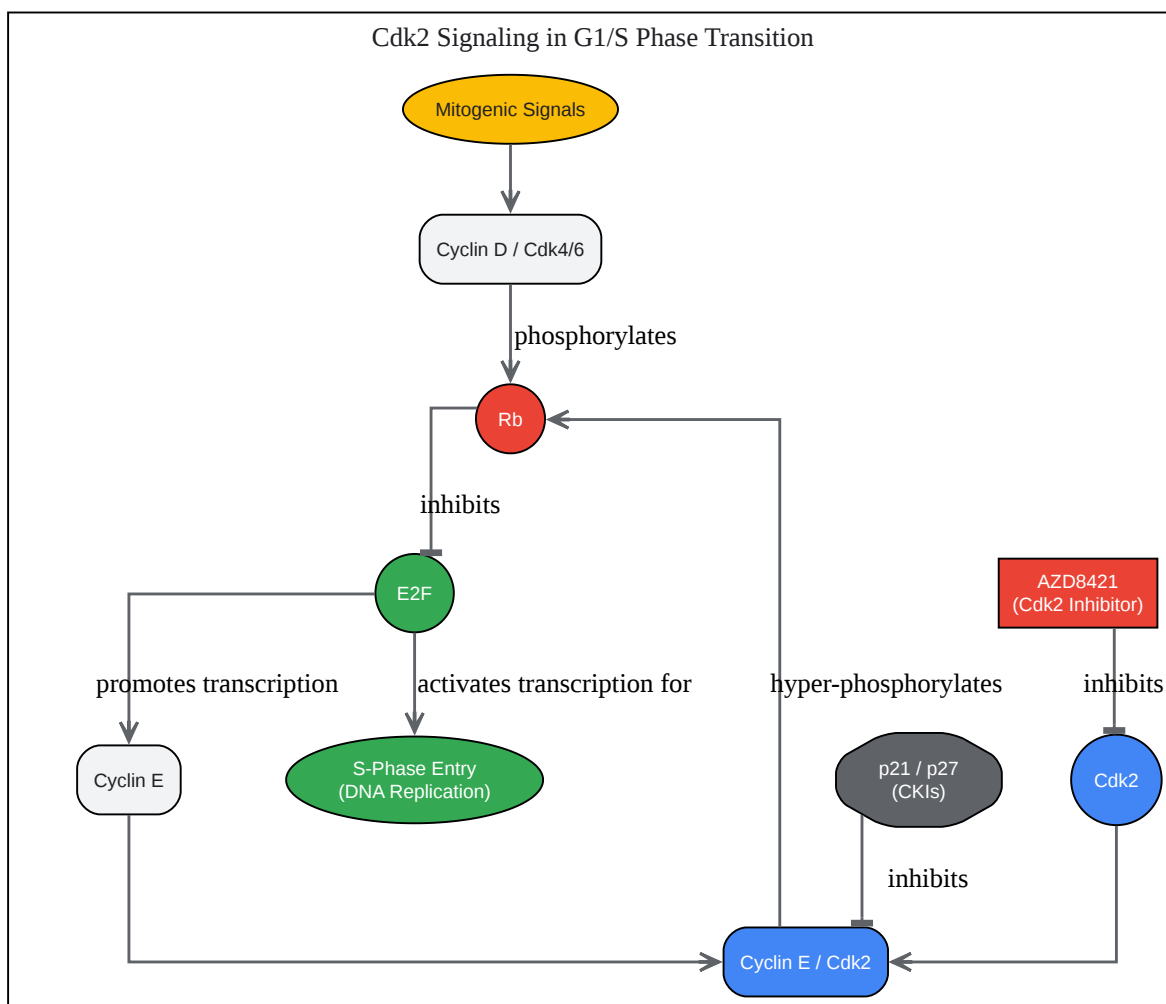 Cdk2 Signaling in G1/S Phase Transition
Mitogenic Signals
Cyclin D / Cdk4/6
phosphorylates
Rb
inhibits
E2F
AZD8421
(Cdk2 Inhibitor)
promotes transcription
activates transcription for
hyper-phosphorylates
inhibits
Cyclin E
S-Phase Entry
(DNA Replication)
p21 / p27
(CKIs)
Cdk2
inhibits
Cyclin E / Cdk2